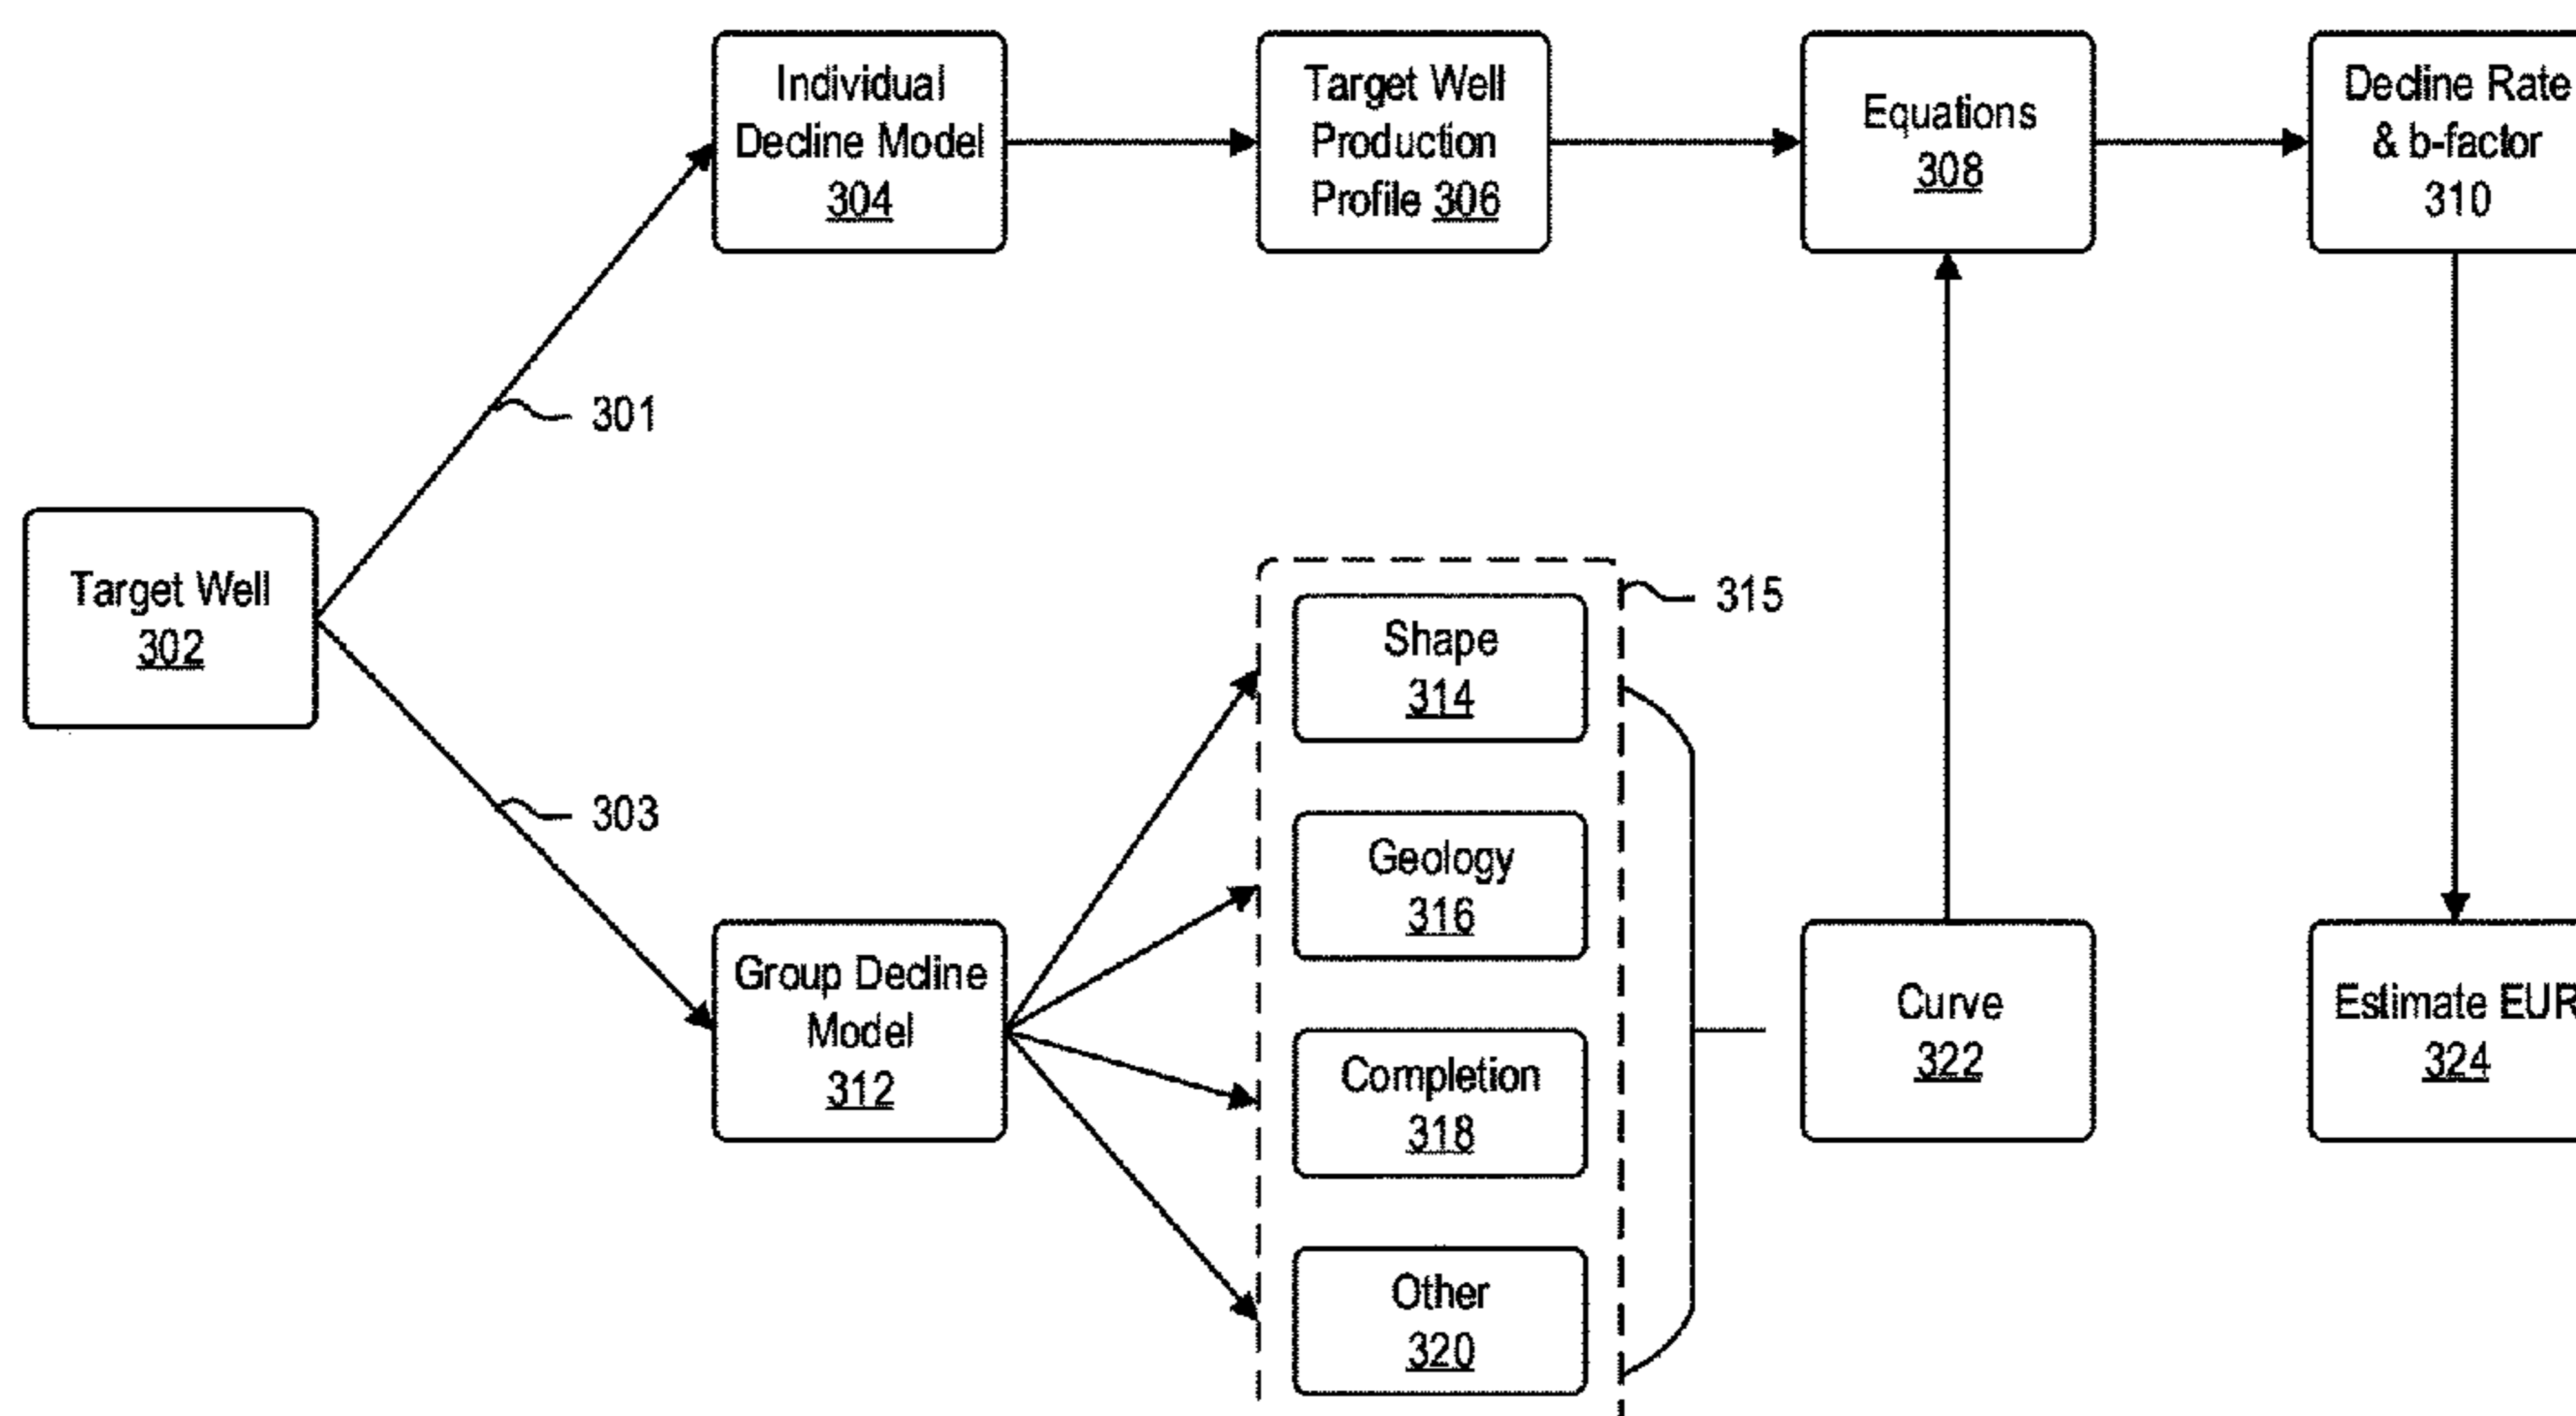 Individual
Decline Model
304
Target Well
Production
Profile 306
Equations
308
Decline Rate
& b-factor
310
301
Target Well
302
303
Group Decline
Model
312
315
Shape
314
Geology
316
Completion
318
Other
320
Curve
322
Estimate EUR
324